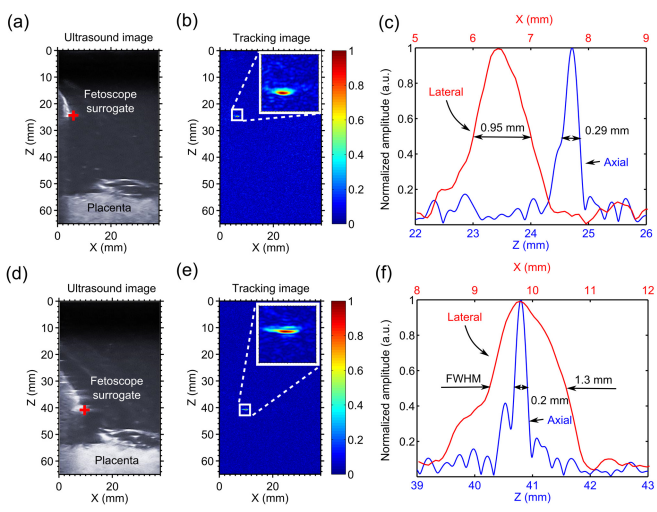 (a)
Ultrasound image
0
10
20
30
40
50
60
Z (mm)
0
20
X (mm)
Fetoscope
surrogate
Placenta
(b)
Tracking image
0
10
20
30
40
50
60
Z (mm)
0
20
X (mm)
1
0.8
0.6
0.4
0.2
0
(c)
X (mm)
5
6
7
8
9
Normalized amplitude (a.u.)
1
0.8
0.6
0.4
0.2
Lateral
0.95 mm
0.29 mm
Axial
22
23
24
25
26
Z (mm)
(d)
Ultrasound image
0
10
20
30
40
50
60
Z (mm)
0
20
X (mm)
Fetoscope
surrogate
Placenta
(e)
Tracking image
0
10
20
30
40
50
60
Z (mm)
0
20
X (mm)
1
0.8
0.6
0.4
0.2
0
(f)
X (mm)
8
9
10
11
12
Normalized amplitude (a.u.)
1
0.8
0.6
0.4
0.2
Lateral
FWHM
1.3 mm
0.2 mm
Axial
39
40
41
42
43
Z (mm)